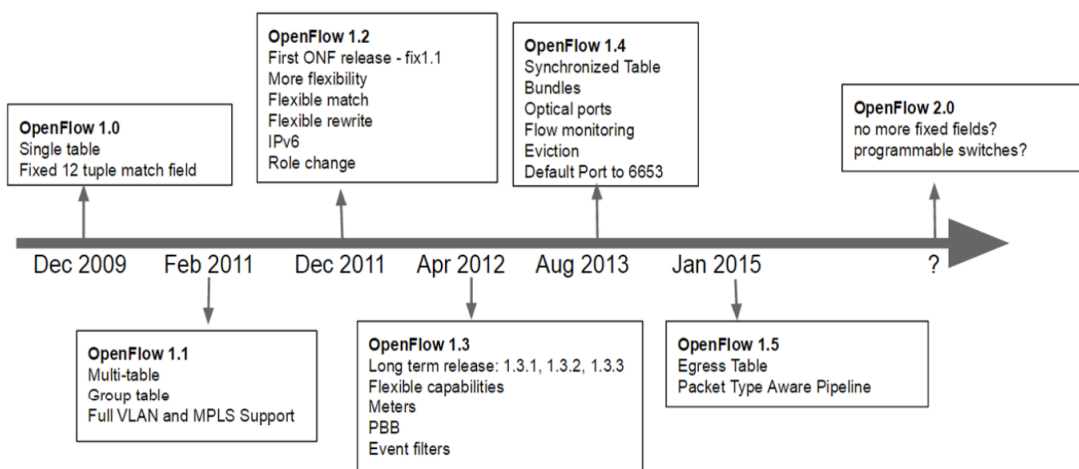 OpenFlow 1.0
Single table
Fixed 12 tuple match field
OpenFlow 1.2
First ONF release - fix1.1
More flexibility
Flexible match
Flexible rewrite
IPv6
Role change
OpenFlow 1.4
Synchronized Table
Bundles
Optical ports
Flow monitoring
Eviction
Default Port to 6653
OpenFlow 2.0
no more fixed fields?
programmable switches?
Dec 2009
Feb 2011
Dec 2011
Apr 2012
Aug 2013
Jan 2015
?
OpenFlow 1.1
Multi-table
Group table
Full VLAN and MPLS Support
OpenFlow 1.3
Long term release: 1.3.1, 1.3.2, 1.3.3
Flexible capabilities
Meters
PBB
Event filters
OpenFlow 1.5
Egress Table
Packet Type Aware Pipeline